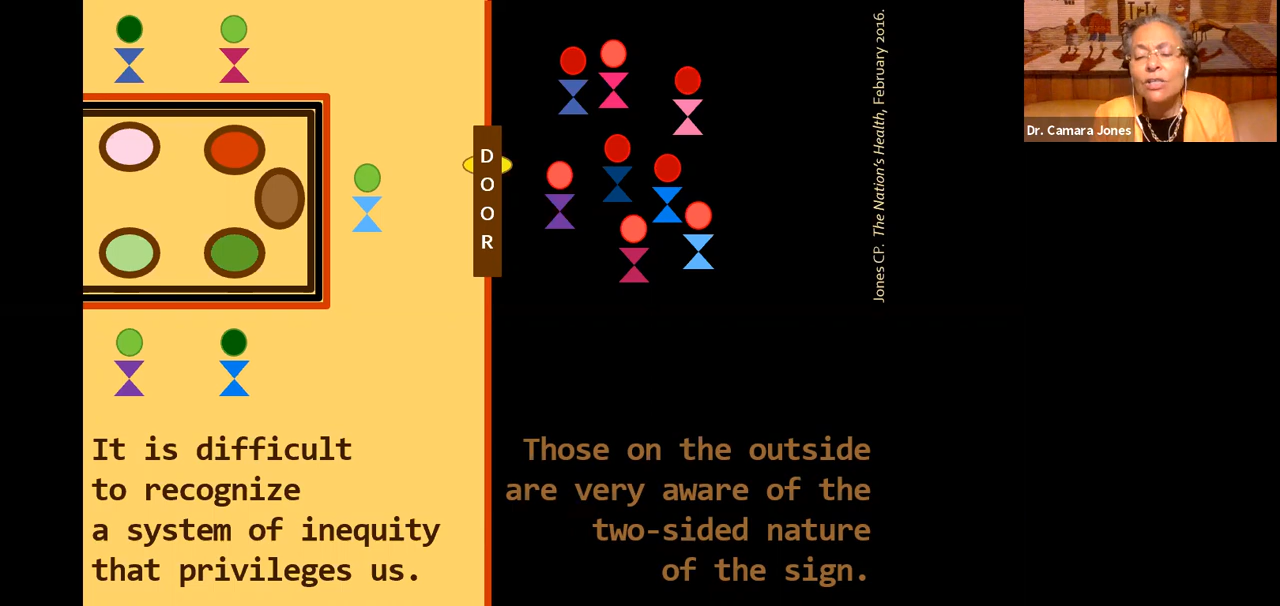 DOOR
Jones CP. The Nation's Health, February 2016.
Dr. Camara Jones
It is difficult
to recognize
a system of inequity
that privileges us.
Those on the outside
are very aware of the
two-sided nature
of the sign.